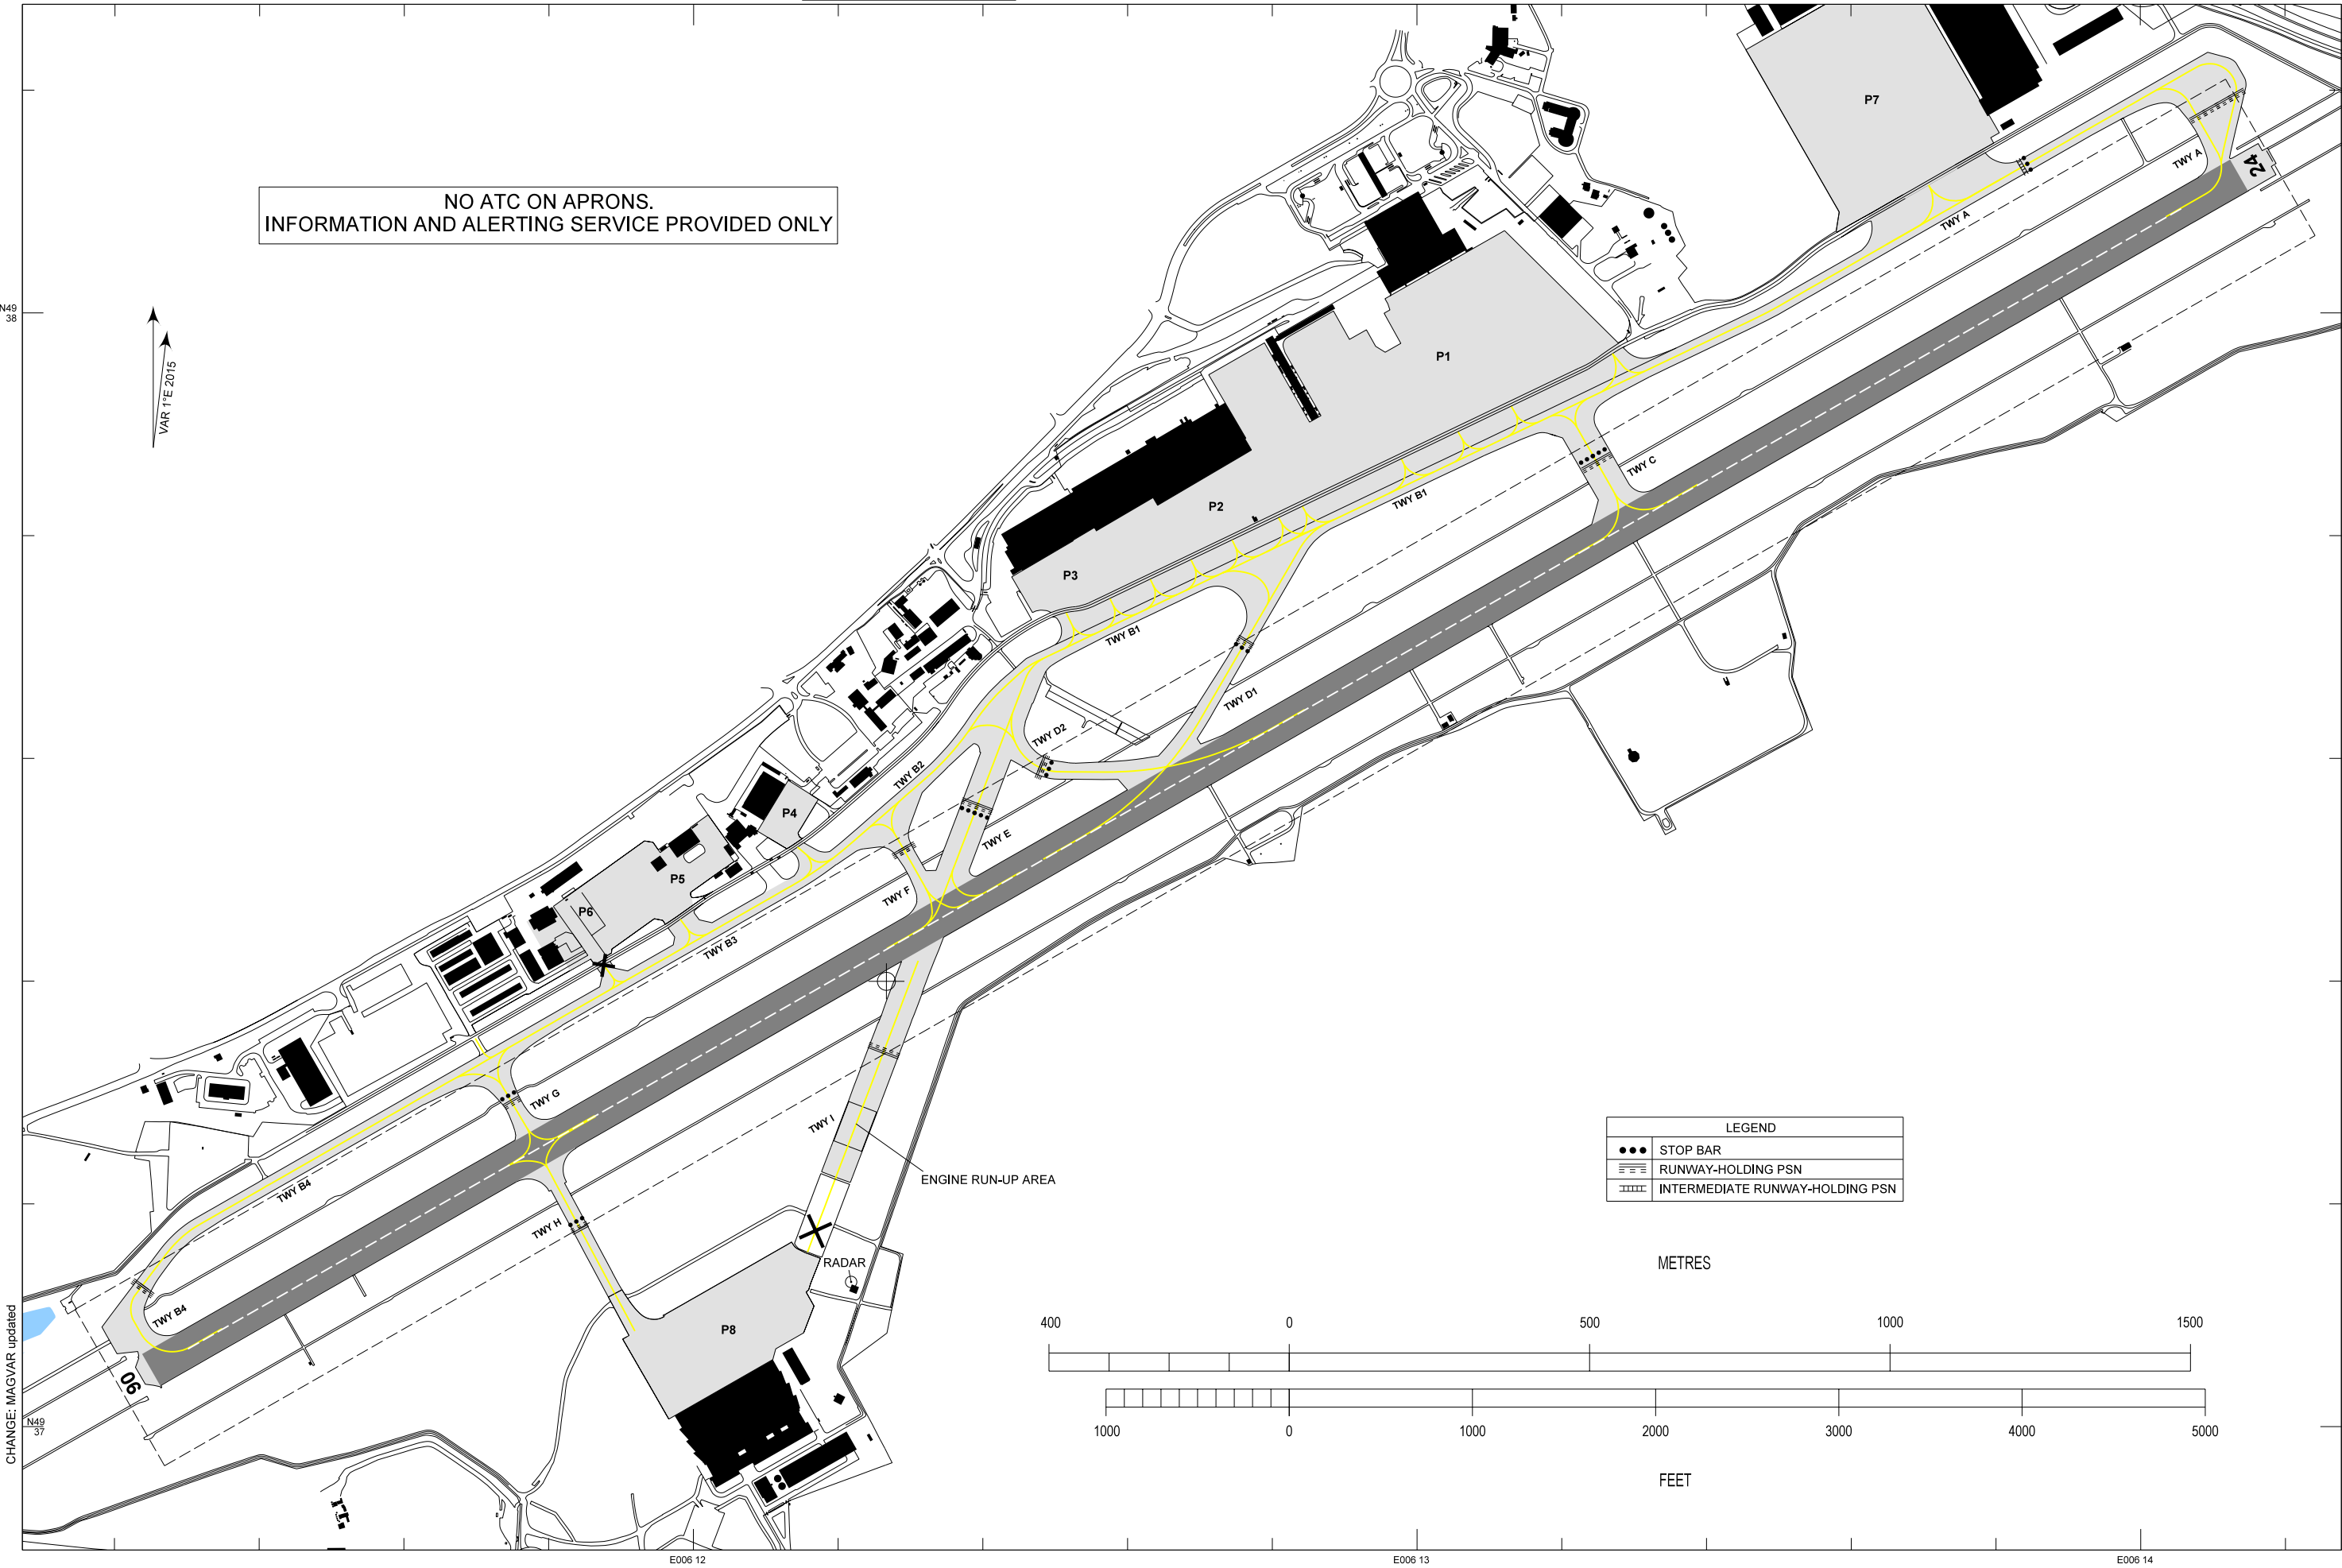 NO ATC ON APRONS.
INFORMATION AND ALERTING SERVICE PROVIDED ONLY
N49
38
VAR 1°E 2015
P7
24
TWY A
TWY A
P1
TWY C
TWY B1
P2
P3
TWY B1
TWY D1
TWY D2
TWY B2
P4
TWY E
P5
TWY F
P6
TWY B3
TWY G
TWY I
ENGINE RUN-UP AREA
TWY B4
TWY H
RADAR
TWY B4
P8
06
LEGEND
STOP BAR
RUNWAY-HOLDING PSN
INTERMEDIATE RUNWAY-HOLDING PSN
METRES
400 0 500 1000 1500
1000 0 1000 2000 3000 4000 5000
FEET
CHANGE: MAGVAR updated
N49
37
E006 12 E006 13 E006 14